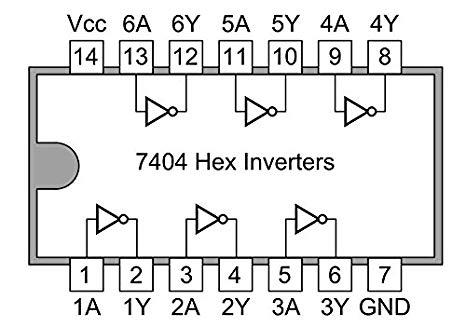 Vcc 6A 6Y 5A 5Y 4A 4Y
14 13 12 11 10 9 8
7404 Hex Inverters
1 2 3 4 5 6 7
1A 1Y 2A 2Y 3A 3Y GND